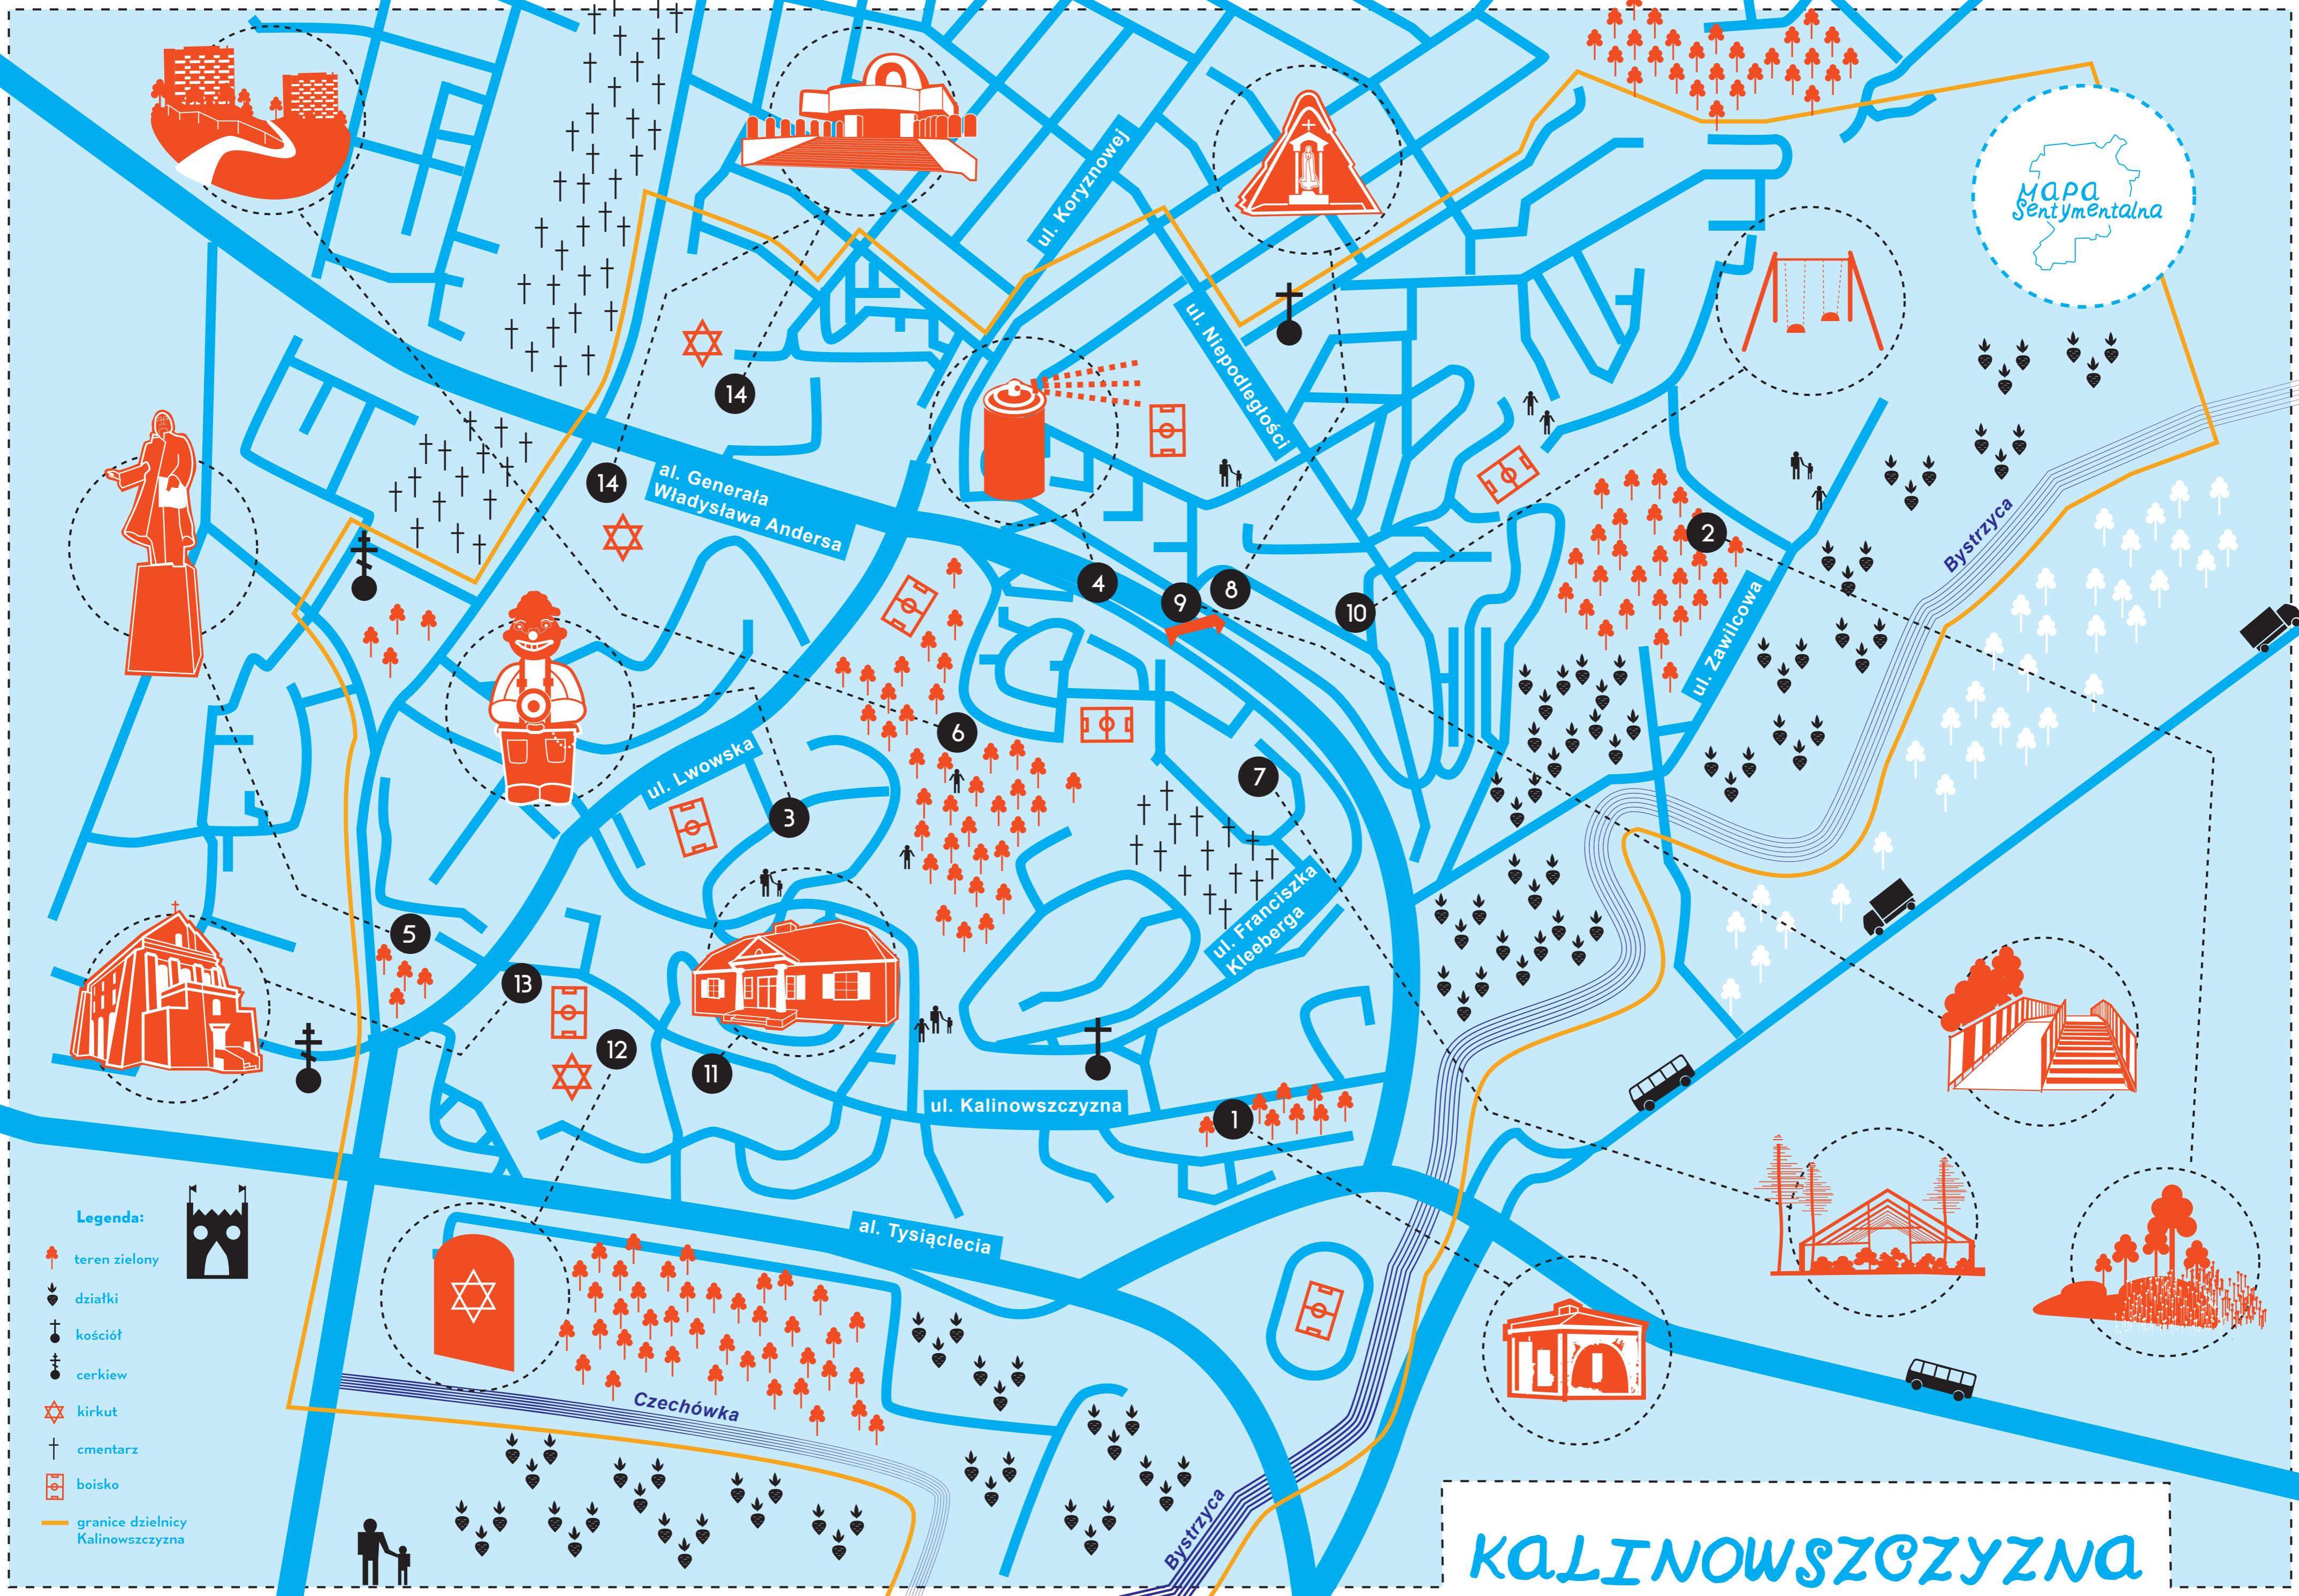 MAPA
Sentymentalna
ul. Koryznowej
ul. Niepodległości
14
14
al. Generała
Władysława Andersa
4
9
8
10
2
ul. Zawilcowa
Bystrzyca
6
7
3
ul. Lwowska
5
13
12
11
ul. Franciszka
Kleeberga
ul. Kalinowszczyzna
1
al. Tysiąclecia
Czechówka
Bystrzyca
Legenda:
teren zielony
działki
kościół
cerkiew
kirkut
cmentarz
boisko
granice dzielnicy
Kalinowszczyzna
KALINOWSZCZYZNA